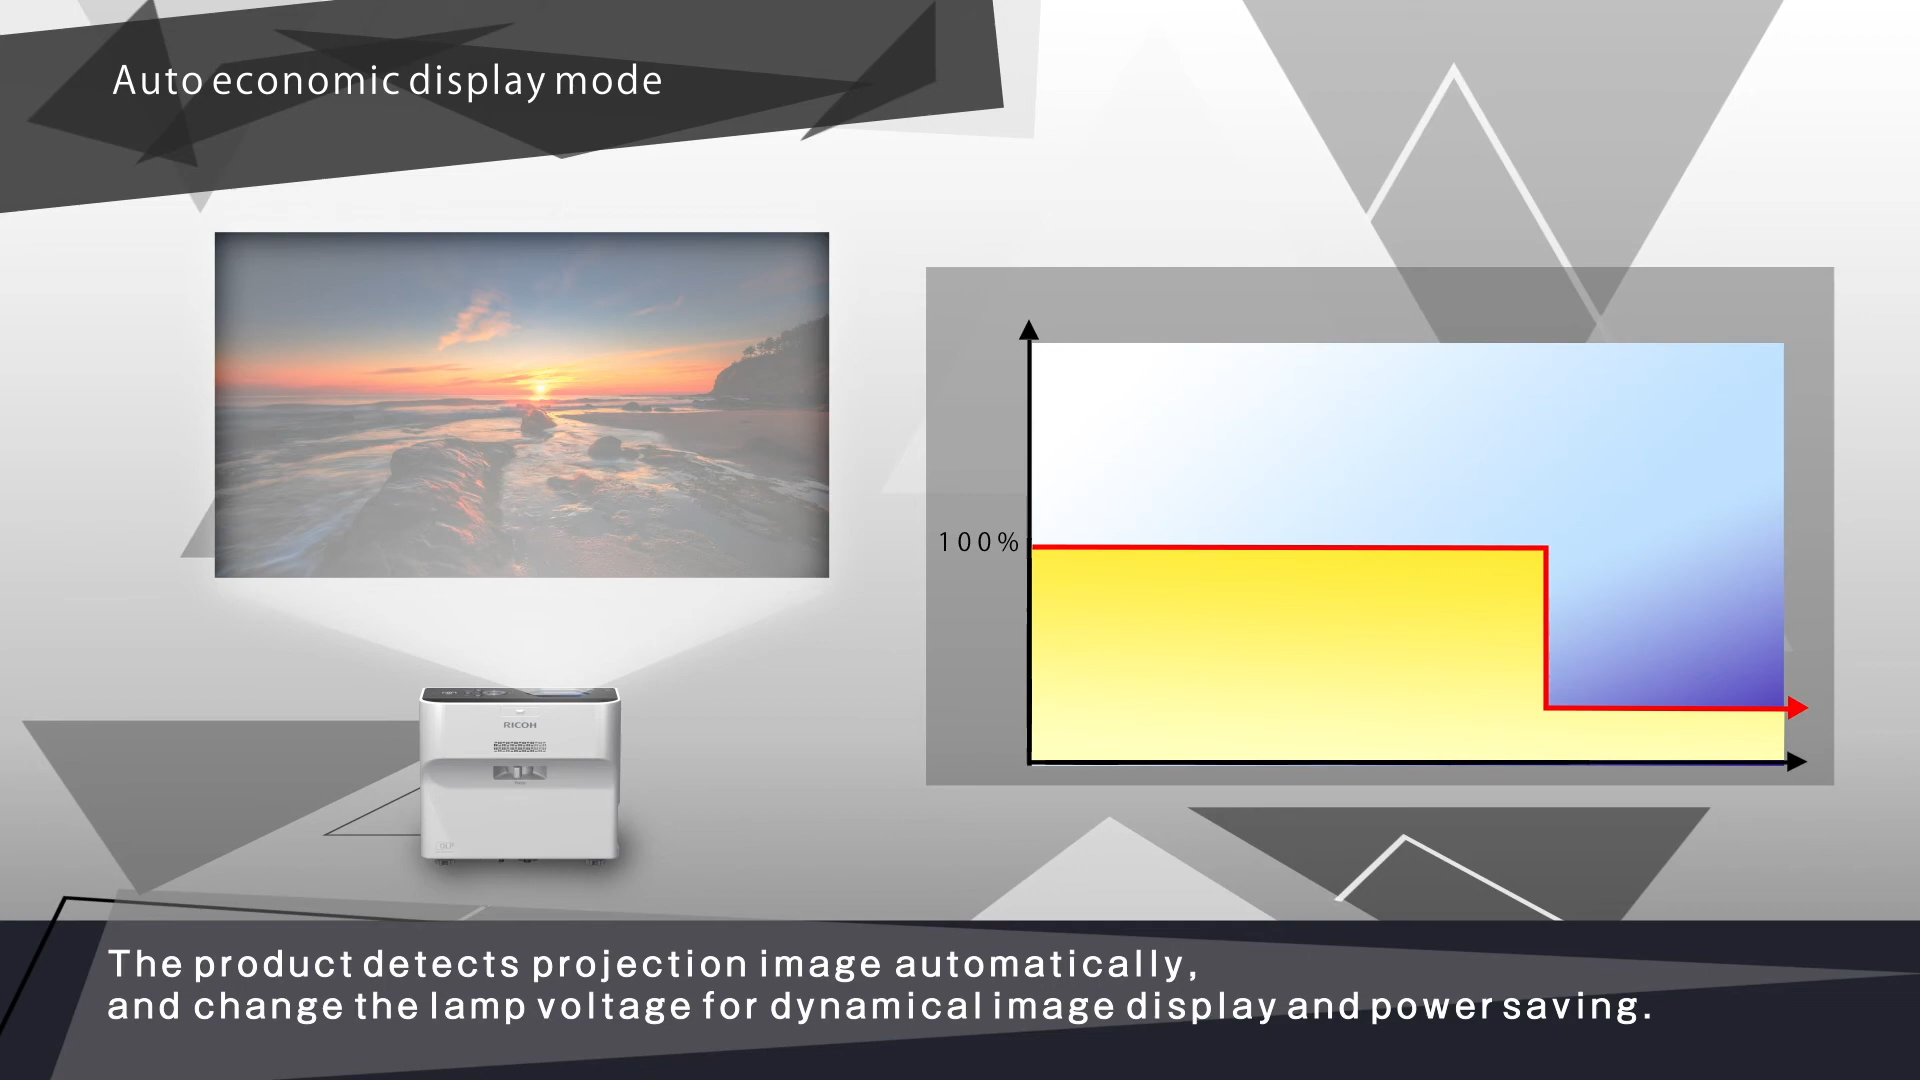 Auto economic display mode
100%
RICOH
The product detects projection image automatically,
and change the lamp voltage for dynamical image display and power saving.